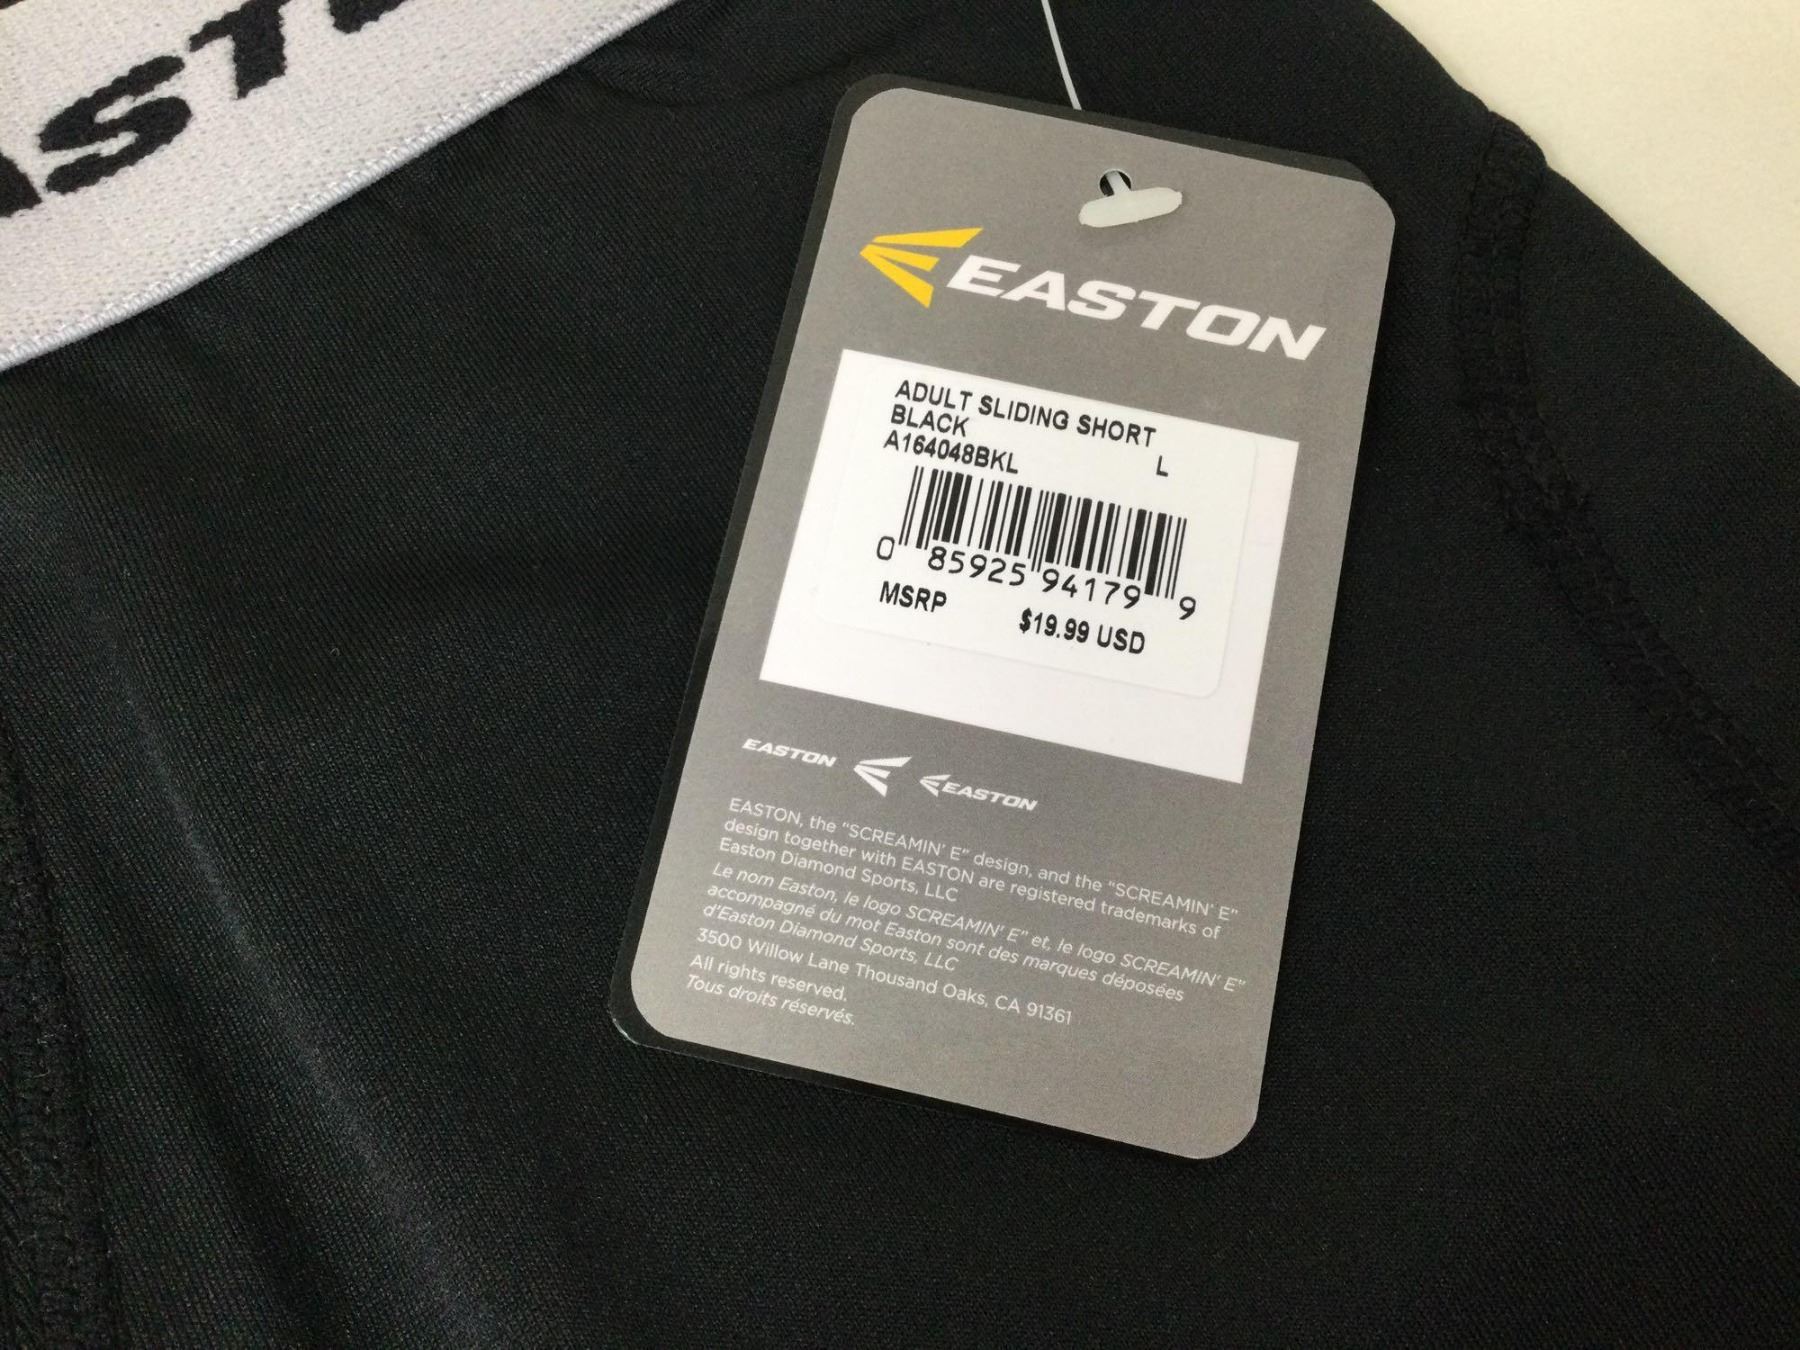 AST
EASTON
ADULT SLIDING SHORT
BLACK
A164048BKL L
0 85925 94179 9
MSRP $19.99 USD
EASTON EASTON
EASTON, the "SCREAMIN' E" design, and the "SCREAMIN' E"
design together with EASTON are registered trademarks of
Easton Diamond Sports, LLC
Le nom Easton, le logo SCREAMIN' E" et, le logo SCREAMIN' E"
accompagné du mot Easton sont des marques déposées
d'Easton Diamond Sports, LLC
3500 Willow Lane Thousand Oaks, CA 91361
All rights reserved.
Tous droits réservés.